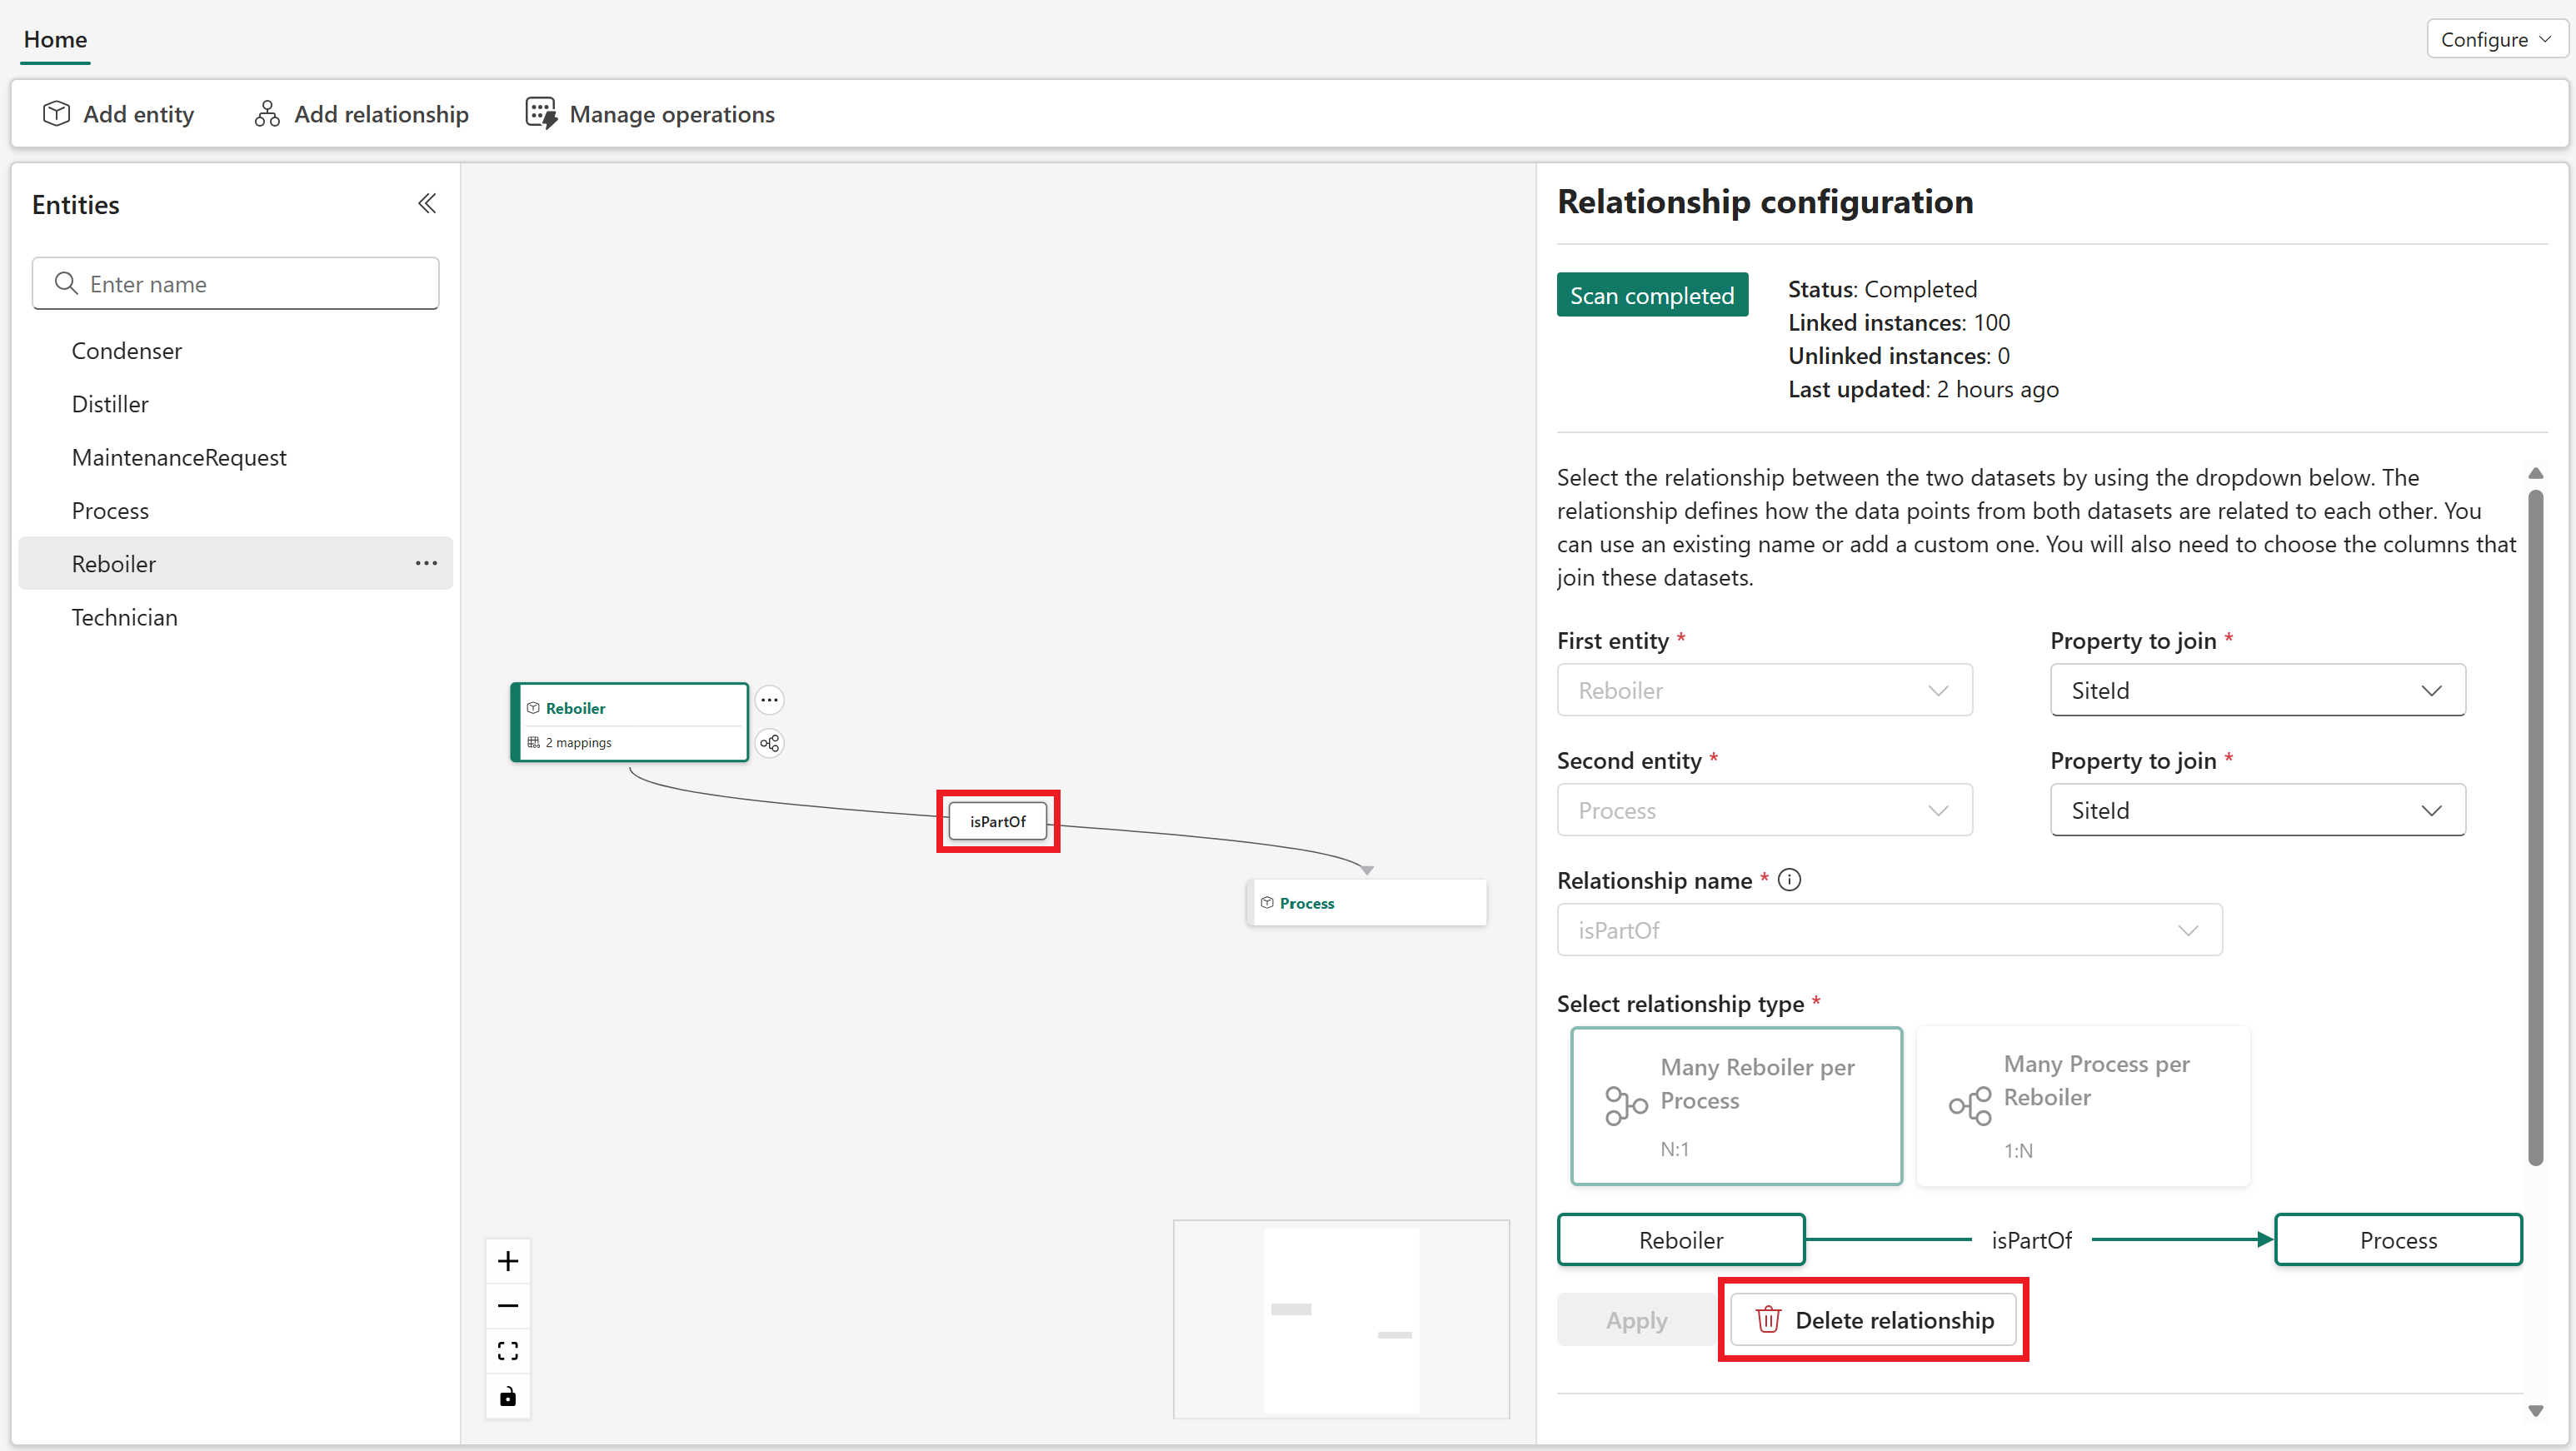 Home
Configure
Add entity
Add relationship
Manage operations
Entities
Enter name
Condenser
Distiller
MaintenanceRequest
Process
Reboiler
Technician
Reboiler
2 mappings
isPartOf
Process
Relationship configuration
Scan completed
Status: Completed
Linked instances: 100
Unlinked instances: 0
Last updated: 2 hours ago
Select the relationship between the two datasets by using the dropdown below. The
relationship defines how the data points from both datasets are related to each other. You
can use an existing name or add a custom one. You will also need to choose the columns that
join these datasets.
First entity *
Property to join *
Reboiler
SiteId
Second entity *
Property to join *
Process
SiteId
Relationship name *
isPartOf
Select relationship type *
Many Reboiler per
Process
N:1
Many Process per
Reboiler
1:N
Reboiler
isPartOf
Process
Apply
Delete relationship